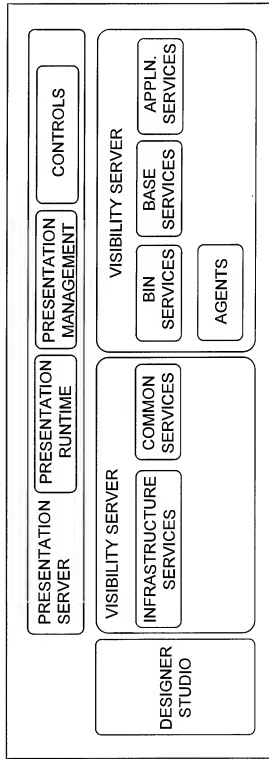 PRESENTATION
SERVER
PRESENTATION
RUNTIME
PRESENTATION
MANAGEMENT
CONTROLS
DESIGNER
STUDIO
VISIBILITY SERVER
INFRASTRUCTURE
SERVICES
COMMON
SERVICES
VISIBILITY SERVER
BIN
SERVICES
BASE
SERVICES
APPLN.
SERVICES
AGENTS